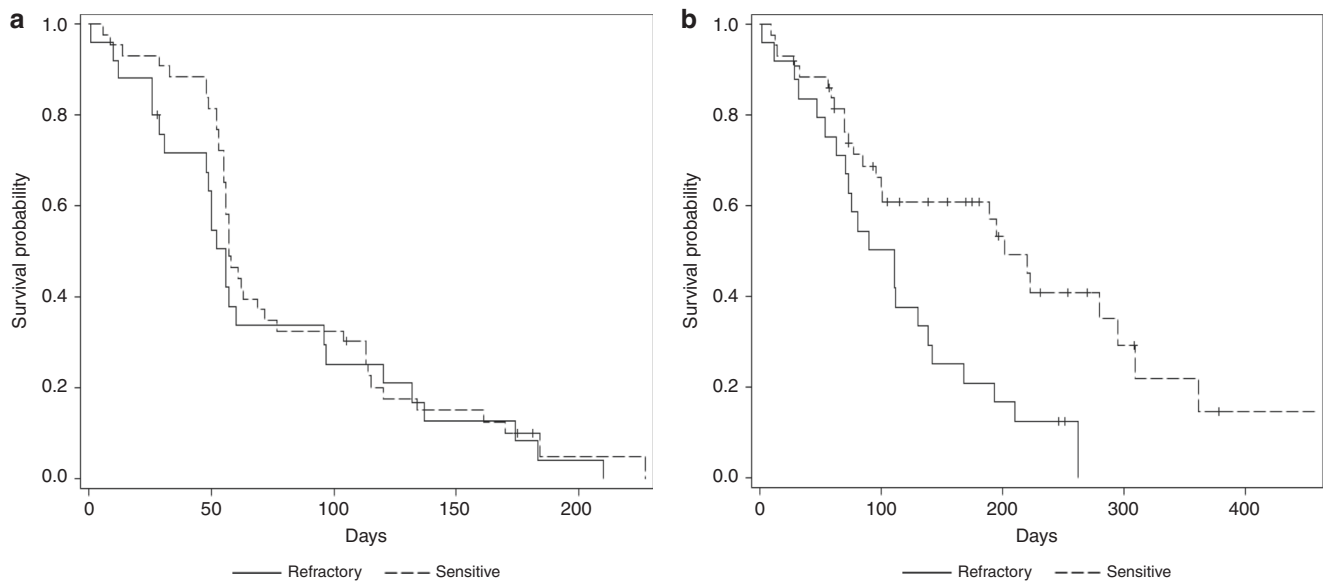 a
1.0
0.8
0.6
0.4
0.2
0.0
Survival probability
0 50 100 150 200
Days
Refractory Sensitive
b
1.0
0.8
0.6
0.4
0.2
0.0
Survival probability
0 100 200 300 400
Days
Refractory Sensitive